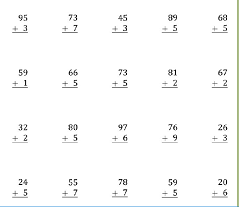 95 73 45 89 68
+ 3 + 7 + 3 + 5 + 5
59 66 73 81 67
+ 1 + 5 + 5 + 2 + 2
32 80 97 76 26
+ 2 + 5 + 6 + 9 + 3
24 55 78 59 20
+ 5 + 7 + 7 + 5 + 6